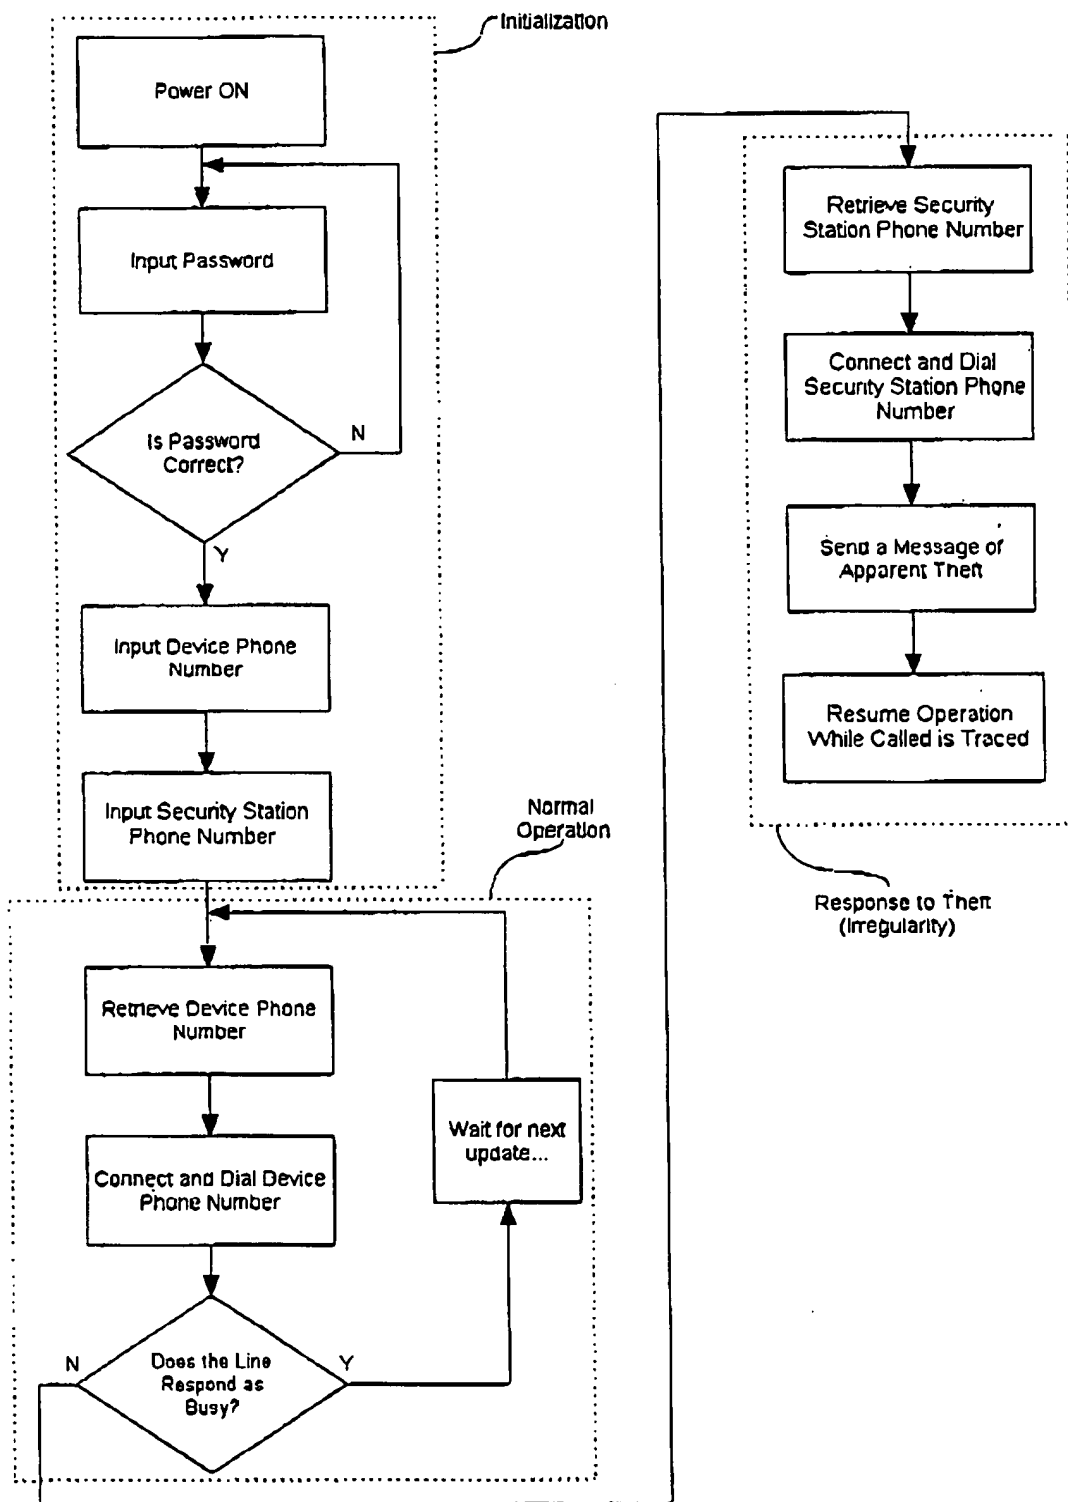 Initialization
Power ON
Input Password
Is Password
Correct?
N
Y
Input Device Phone
Number
Input Security Station
Phone Number
Normal
Operation
Retrieve Device Phone
Number
Connect and Dial Device
Phone Number
Wait for next
update...
Does the Line
Respond as
Busy?
N
Y
Retrieve Security
Station Phone Number
Connect and Dial
Security Station Phone
Number
Send a Message of
Apparent Theft
Resume Operation
While Called is Traced
Response to Theft
(Irregularity)